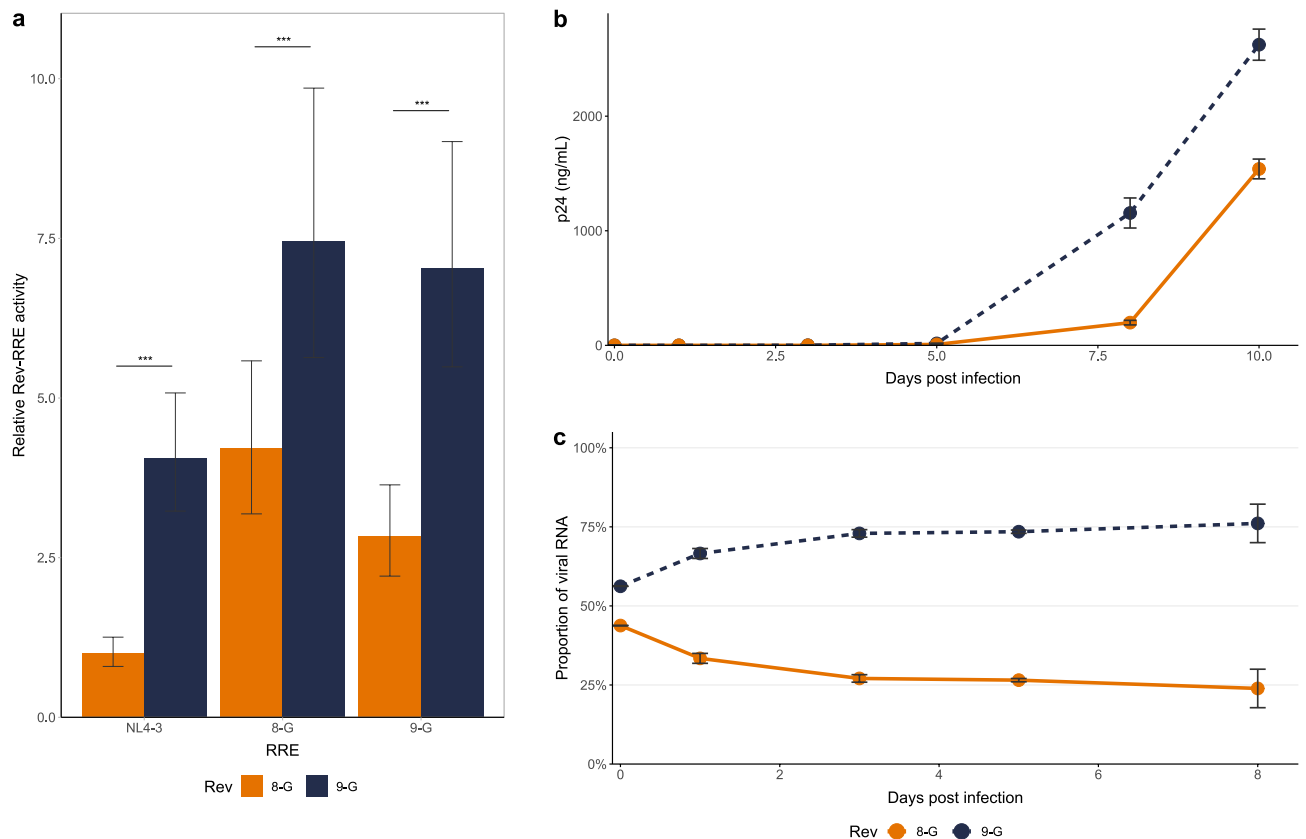 a
Relative Rev-RRE activity
10.0
7.5
5.0
2.5
0.0
***
***
***
NL4-3 8-G 9-G
RRE
Rev 8-G 9-G
b
p24 (ng/mL)
2000
1000
0
0.0 2.5 5.0 7.5 10.0
Days post infection
c
Proportion of viral RNA
100%
75%
50%
25%
0%
0 2 4 6 8
Days post infection
Rev 8-G 9-G